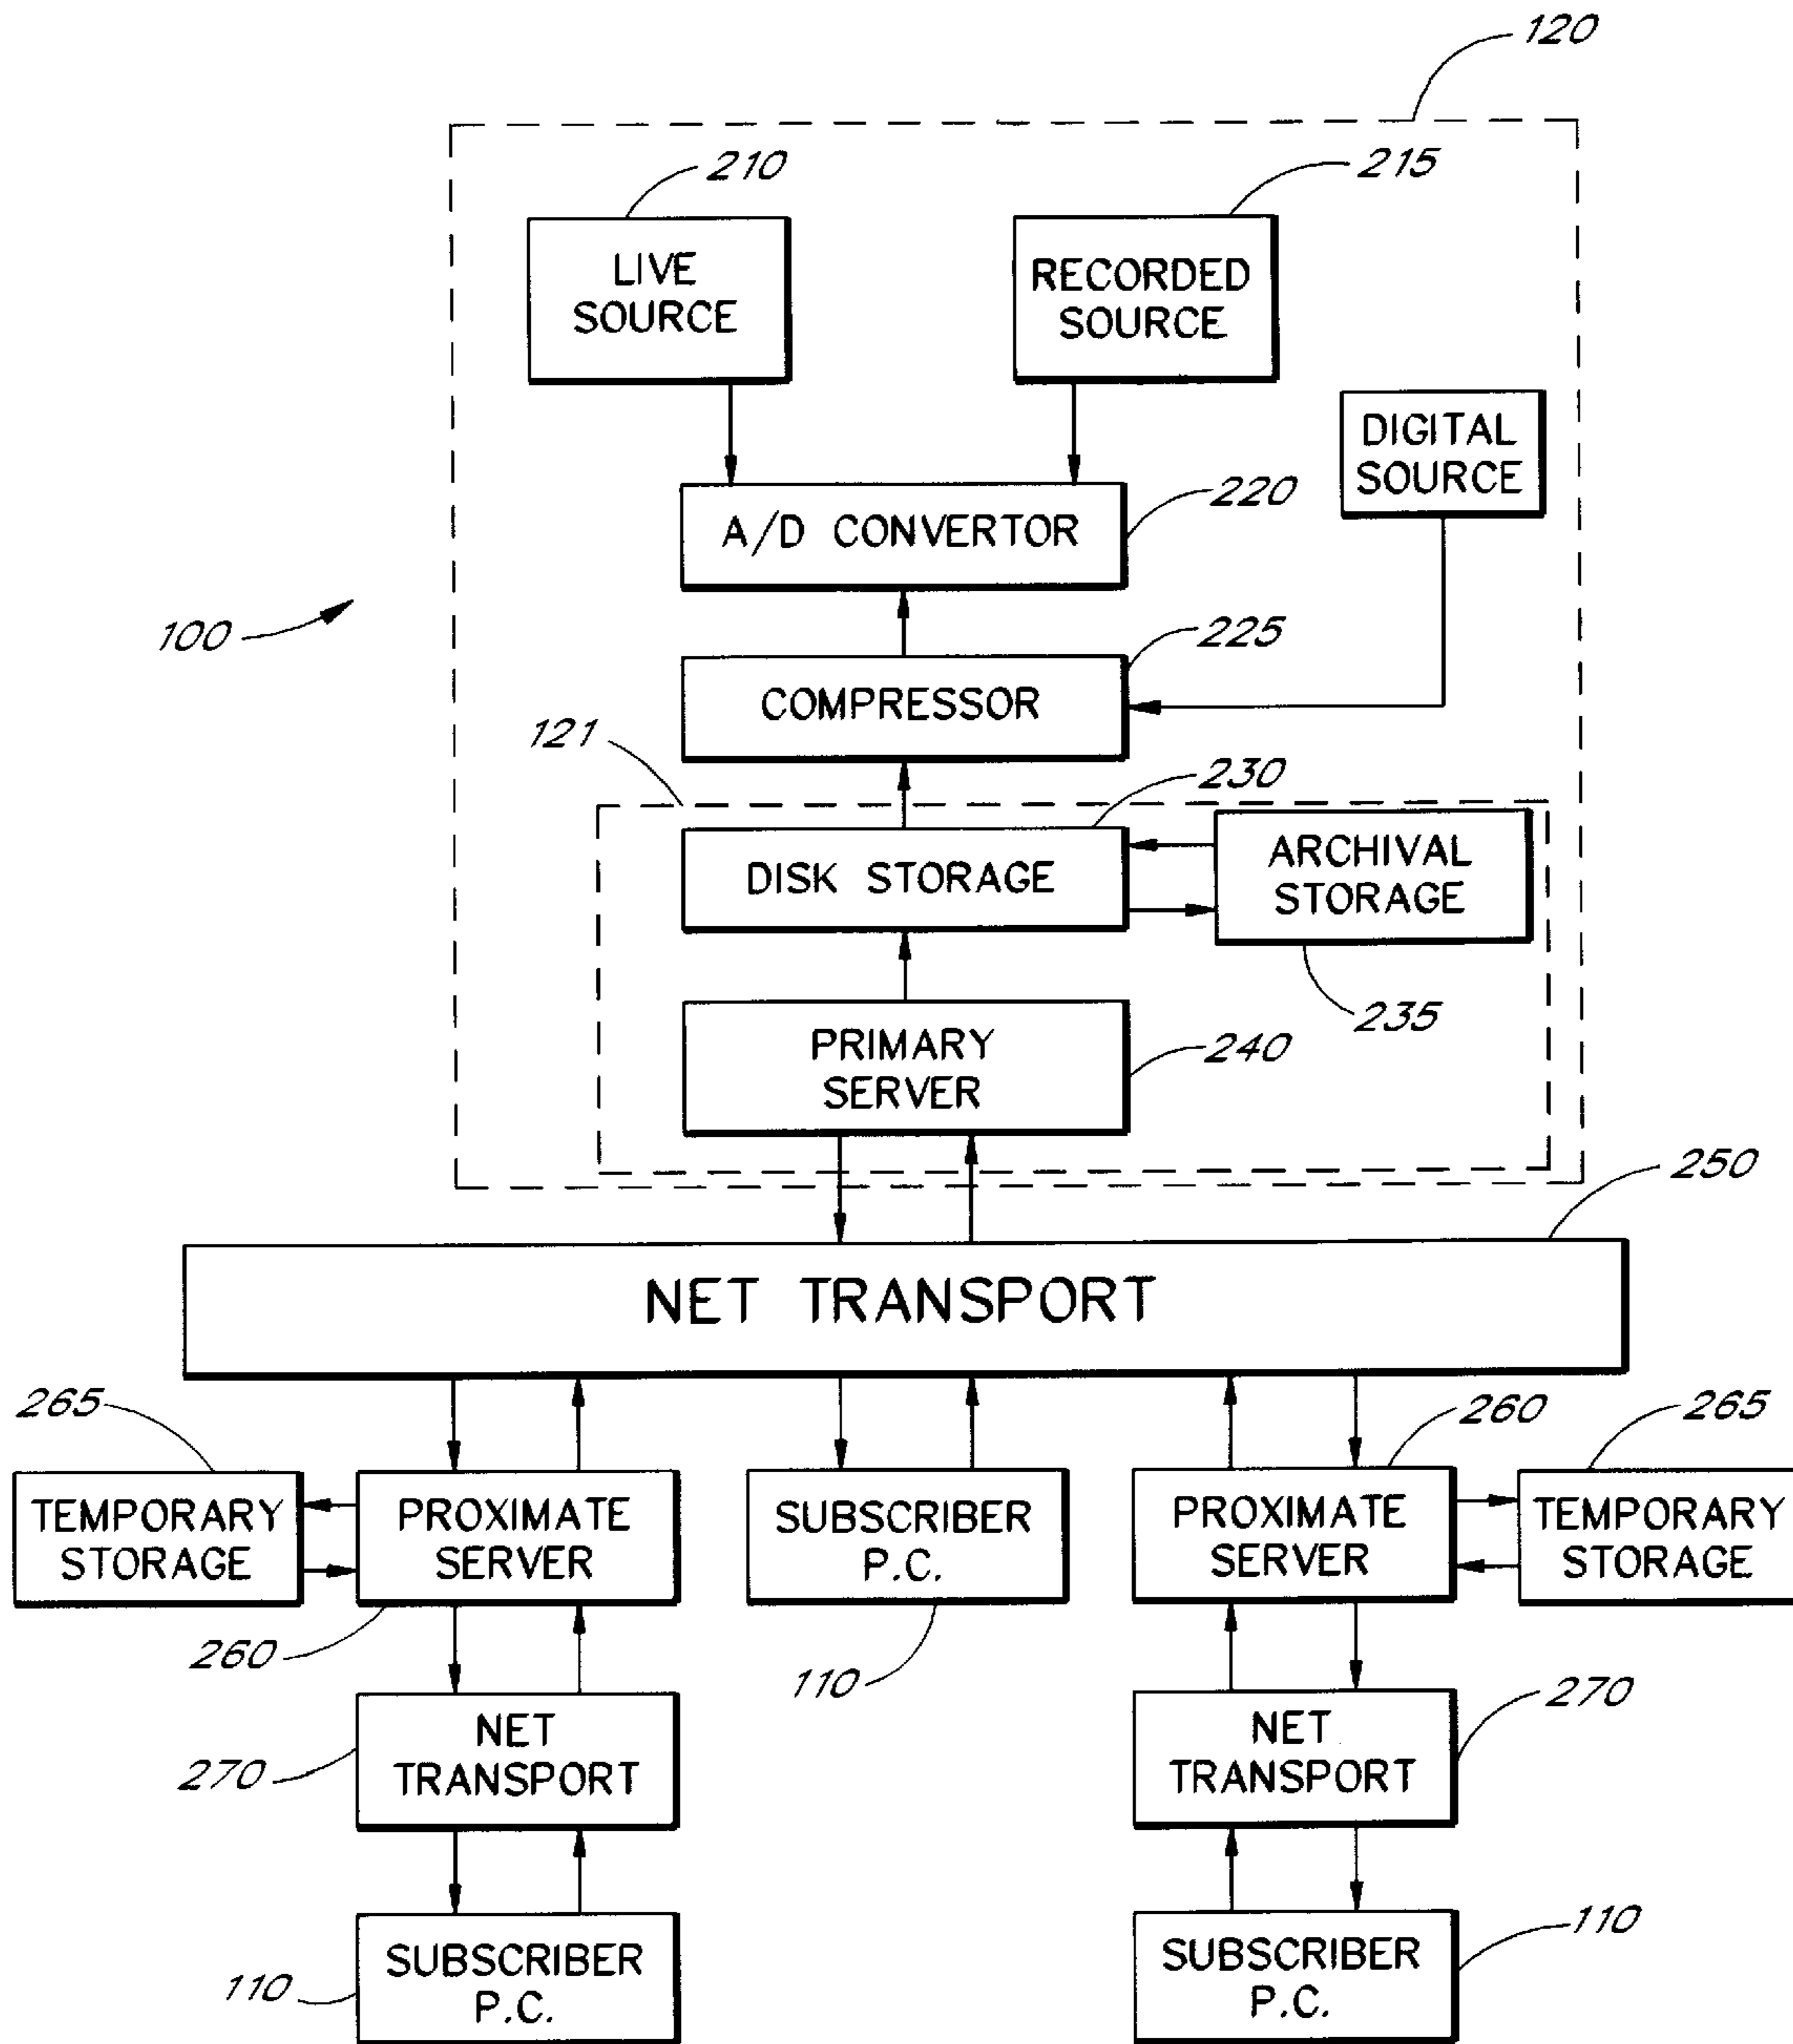 120
210
215
LIVE
SOURCE
RECORDED
SOURCE
DIGITAL
SOURCE
220
A/D CONVERTOR
100
225
COMPRESSOR
121
230
DISK STORAGE
ARCHIVAL
STORAGE
235
PRIMARY
SERVER
240
250
NET TRANSPORT
265
260
265
TEMPORARY
STORAGE
PROXIMATE
SERVER
SUBSCRIBER
P.C.
PROXIMATE
SERVER
TEMPORARY
STORAGE
260
110
270
NET
TRANSPORT
270
NET
TRANSPORT
110
SUBSCRIBER
P.C.
SUBSCRIBER
P.C.
110